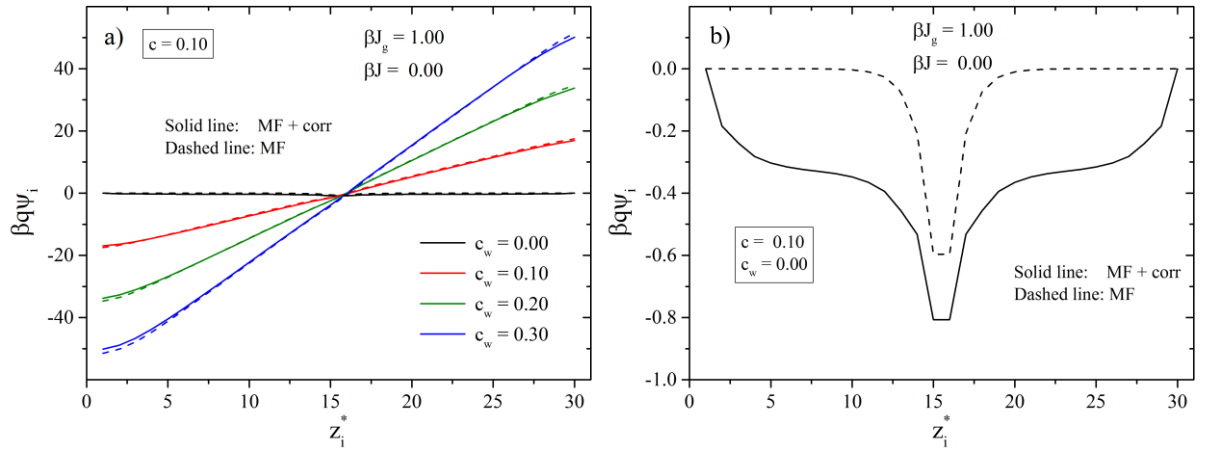 a)
c = 0.10
βJg = 1.00
βJ = 0.00
Solid line: MF + corr
Dashed line: MF
cw = 0.00
cw = 0.10
cw = 0.20
cw = 0.30
40
20
0
-20
-40
βqψi
0 5 10 15 20 25 30
zi*
b)
βJg = 1.00
βJ = 0.00
c = 0.10
cw = 0.00
Solid line: MF + corr
Dashed line: MF
0.0
-0.2
-0.4
-0.6
-0.8
-1.0
βqψi
0 5 10 15 20 25 30
zi*